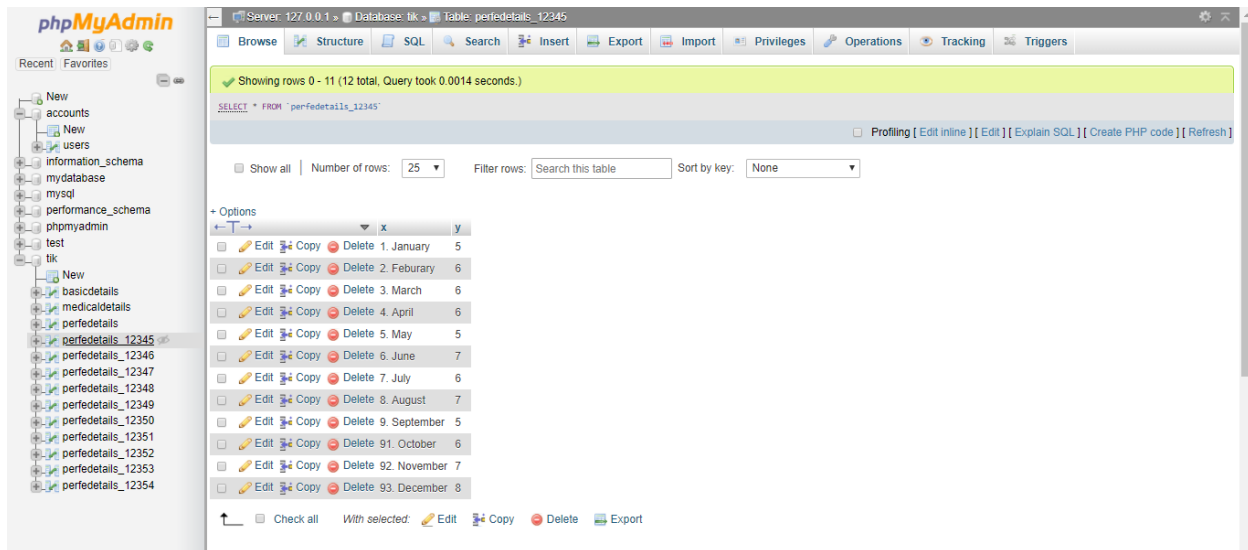 phpMyAdmin
Recent Favorites
New
accounts
New
users
information_schema
mydatabase
mysql
performance_schema
phpmyadmin
test
tik
New
basicdetails
medicaldetails
perfedetails
perfedetails_12345
perfedetails_12346
perfedetails_12347
perfedetails_12348
perfedetails_12349
perfedetails_12350
perfedetails_12351
perfedetails_12352
perfedetails_12353
perfedetails_12354
Server: 127.0.0.1 » Database: tik » Table: perfedetails_12345
Browse Structure SQL Search Insert Export Import Privileges Operations Tracking Triggers
Showing rows 0 - 11 (12 total, Query took 0.0014 seconds.)
SELECT * FROM `perfedetails_12345`
Profiling [ Edit inline ] [ Edit ] [ Explain SQL ] [ Create PHP code ] [ Refresh ]
Show all | Number of rows: 25 Filter rows: Search this table Sort by key: None
+ Options
←T→ x y
Edit Copy Delete 1. January 5
Edit Copy Delete 2. Feburary 6
Edit Copy Delete 3. March 6
Edit Copy Delete 4. April 6
Edit Copy Delete 5. May 5
Edit Copy Delete 6. June 7
Edit Copy Delete 7. July 6
Edit Copy Delete 8. August 7
Edit Copy Delete 9. September 5
Edit Copy Delete 91. October 6
Edit Copy Delete 92. November 7
Edit Copy Delete 93. December 8
Check all With selected: Edit Copy Delete Export